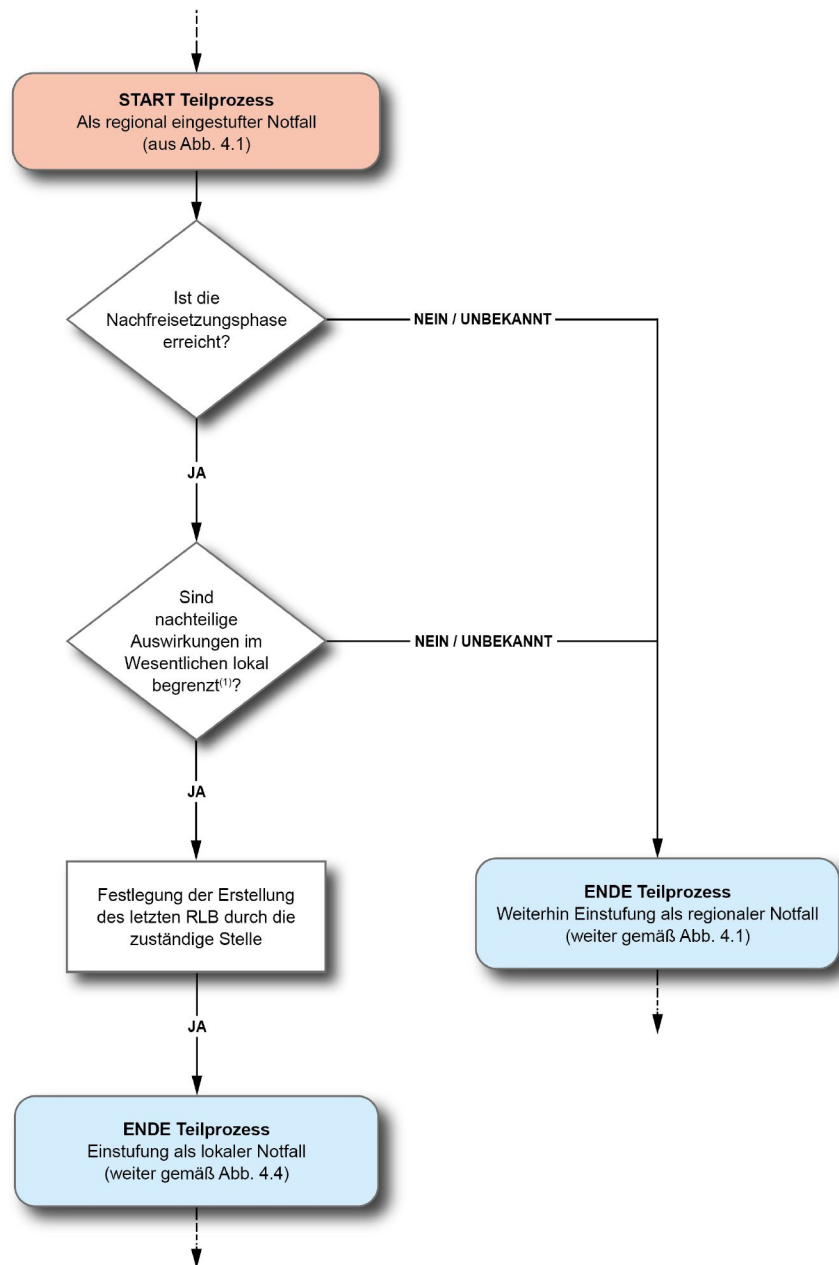 START Teilprozess
Als regional eingestufter Notfall
(aus Abb. 4.1)
Ist die
Nachfreisetzungsphase
erreicht?
NEIN / UNBEKANNT
JA
Sind
nachteilige
Auswirkungen im
Wesentlichen lokal
begrenzt⁽¹⁾?
NEIN / UNBEKANNT
JA
Festlegung der Erstellung
des letzten RLB durch die
zuständige Stelle
ENDE Teilprozess
Weiterhin Einstufung als regionaler Notfall
(weiter gemäß Abb. 4.1)
JA
ENDE Teilprozess
Einstufung als lokaler Notfall
(weiter gemäß Abb. 4.4)